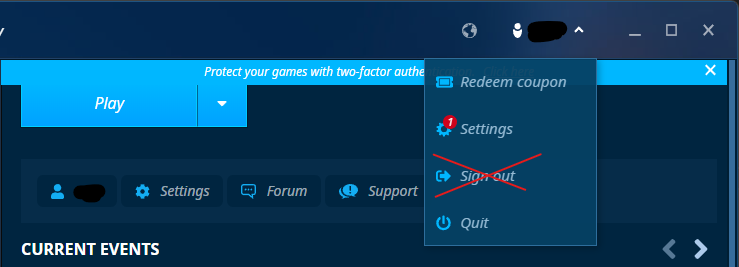 Protect your games with two-factor authe
Play
Redeem coupon
1
Settings
Sign out
Quit
Settings
Forum
Support
CURRENT EVENTS